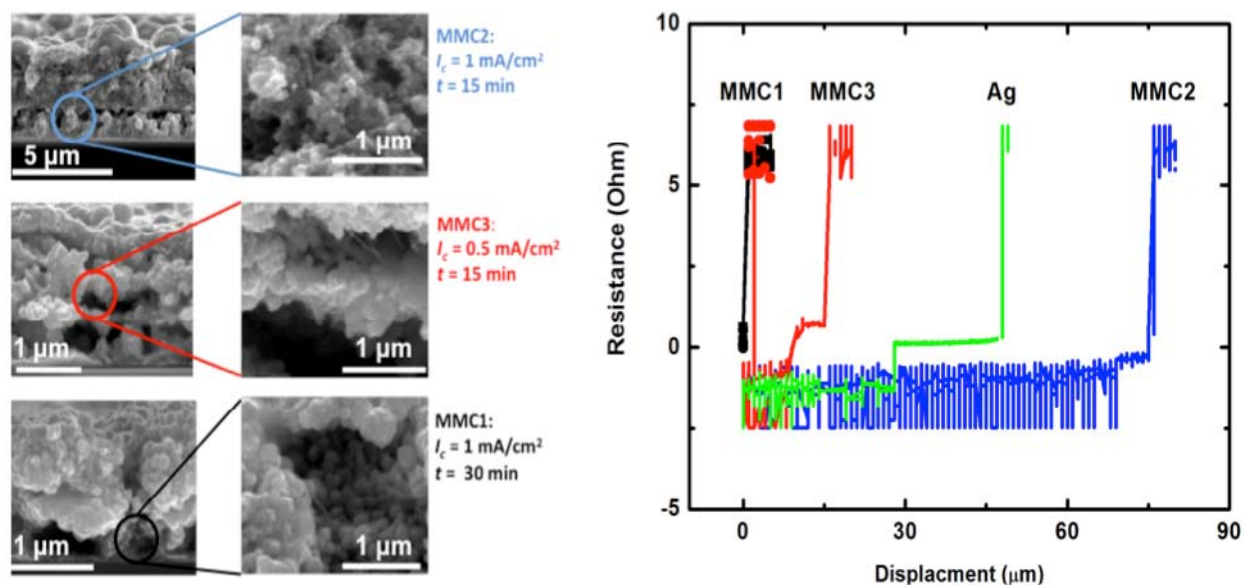 MMC2:
I_c = 1 mA/cm²
t = 15 min
5 μm
1 μm
MMC3:
I_c = 0.5 mA/cm²
t = 15 min
1 μm
1 μm
MMC1:
I_c = 1 mA/cm²
t = 30 min
1 μm
1 μm
10
5
0
-5
Resistance (Ohm)
MMC1 MMC3 Ag MMC2
0 30 60 90
Displacment (μm)